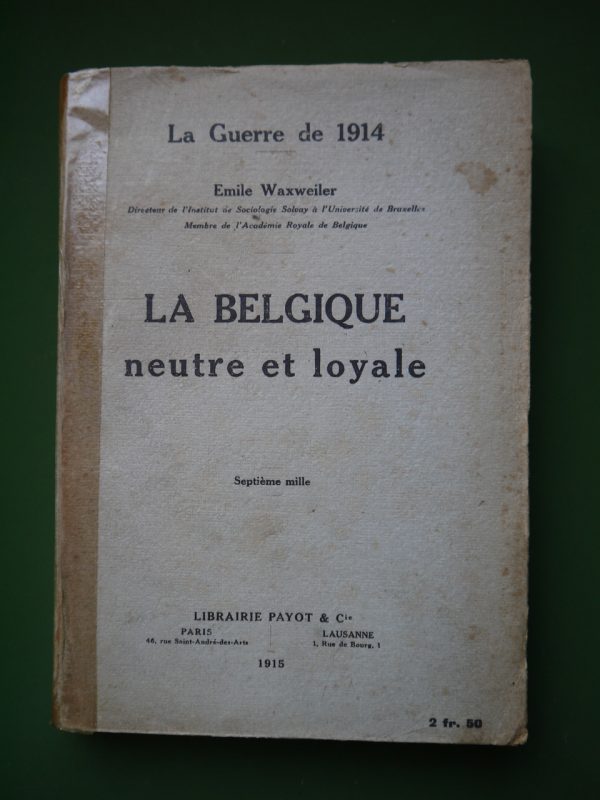 La Guerre de 1914
Emile Waxweiler
Directeur de l'Institut de Sociologie Solvay à l'Université de Bruxelles
Membre de l'Académie Royale de Belgique
LA BELGIQUE
neutre et loyale
Septième mille
LIBRAIRIE PAYOT & Cie
PARIS
46, rue Saint-André-des-Arts
LAUSANNE
1, Rue de Bourg, 1
1915
2 fr. 50